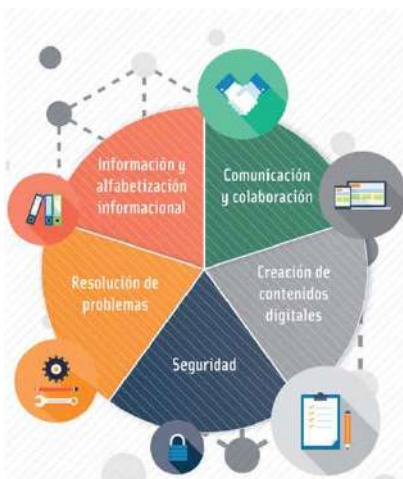 Información y
alfabetización
informacional
Comunicación
y colaboración
Resolución de
problemas
Creación de
contenidos
digitales
Seguridad